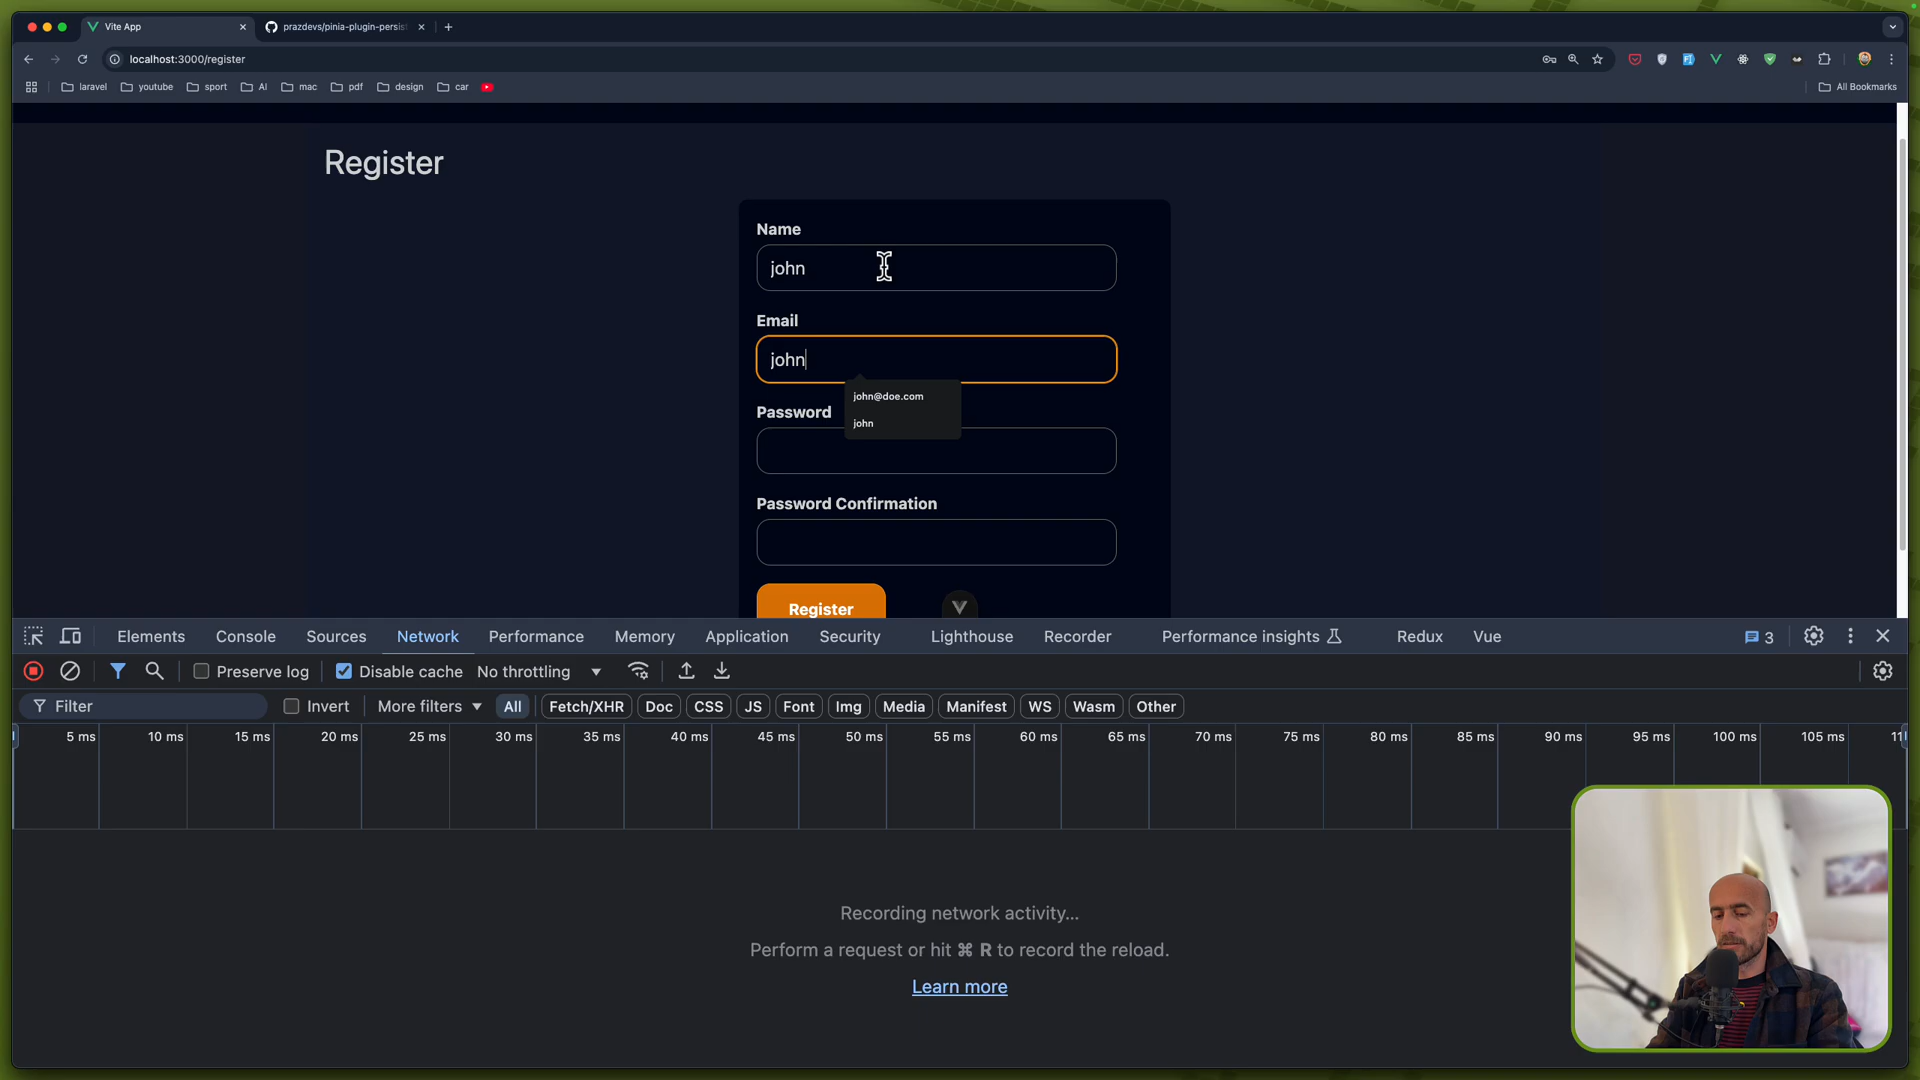 Vite App
prazdevs/pinia-plugin-persist
localhost:3000/register
laravel
youtube
sport
AI
mac
pdf
design
car
All Bookmarks
Register
Name
john
Email
john
john@doe.com
john
Password
Password Confirmation
Register
Elements
Console
Sources
Network
Performance
Memory
Application
Security
Lighthouse
Recorder
Performance insights
Redux
Vue
3
Preserve log
Disable cache
No throttling
Filter
Invert
More filters
All
Fetch/XHR
Doc
CSS
JS
Font
Img
Media
Manifest
WS
Wasm
Other
5 ms
10 ms
15 ms
20 ms
25 ms
30 ms
35 ms
40 ms
45 ms
50 ms
55 ms
60 ms
65 ms
70 ms
75 ms
80 ms
85 ms
90 ms
95 ms
100 ms
105 ms
Recording network activity...
Perform a request or hit ⌘ R to record the reload.
Learn more